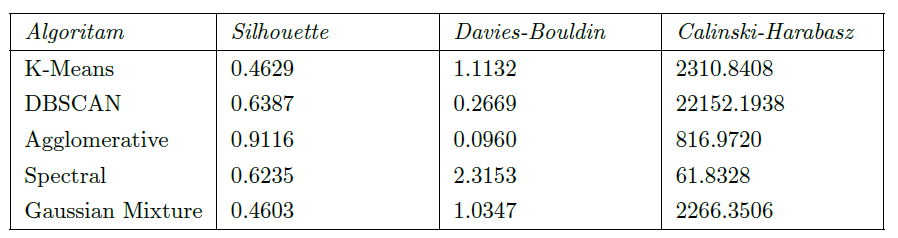 Algoritam Silhouette Davies-Bouldin Calinski-Harabasz
K-Means 0.4629 1.1132 2310.8408
DBSCAN 0.6387 0.2669 22152.1938
Agglomerative 0.9116 0.0960 816.9720
Spectral 0.6235 2.3153 61.8328
Gaussian Mixture 0.4603 1.0347 2266.3506